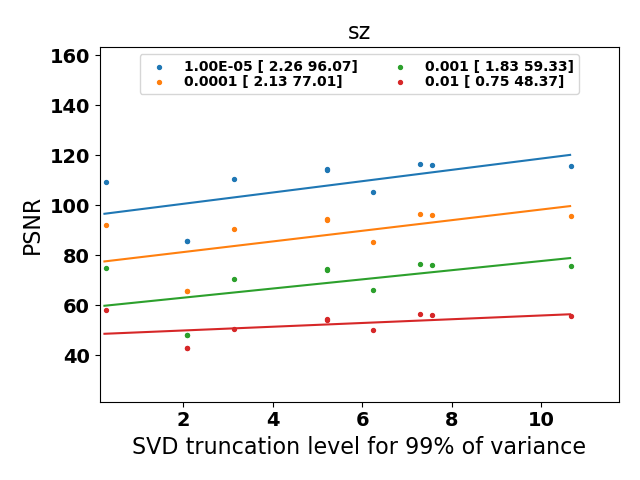 sz
1.00E-05 [ 2.26 96.07]
0.0001 [ 2.13 77.01]
0.001 [ 1.83 59.33]
0.01 [ 0.75 48.37]
PSNR
160
140
120
100
80
60
40
2 4 6 8 10
SVD truncation level for 99% of variance